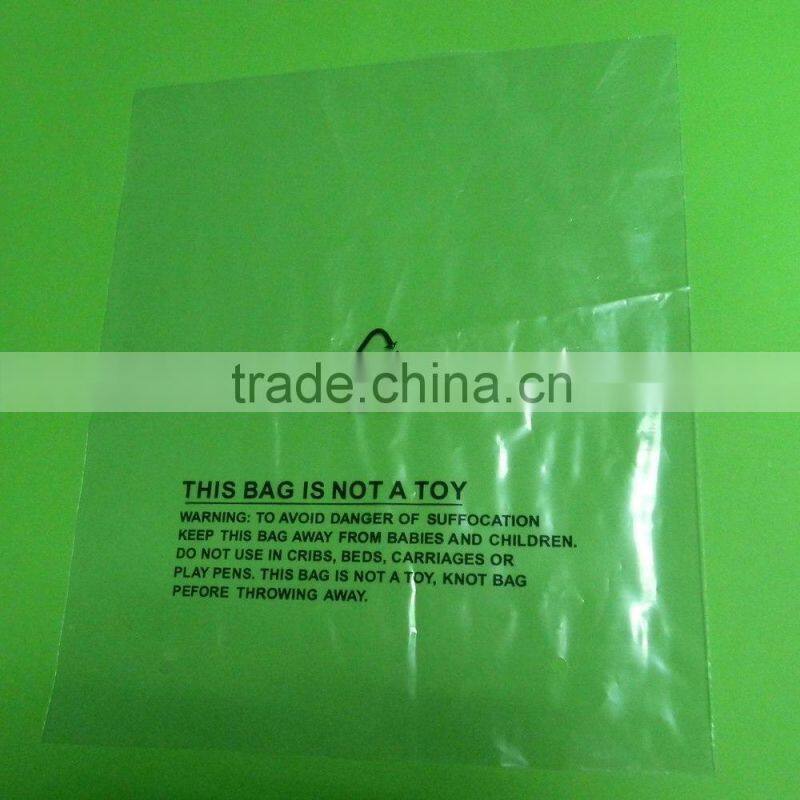 trade.china.cn
THIS BAG IS NOT A TOY
WARNING: TO AVOID DANGER OF SUFFOCATION
KEEP THIS BAG AWAY FROM BABIES AND CHILDREN.
DO NOT USE IN CRIBS, BEDS, CARRIAGES OR
PLAY PENS. THIS BAG IS NOT A TOY, KNOT BAG
PEFORE THROWING AWAY.